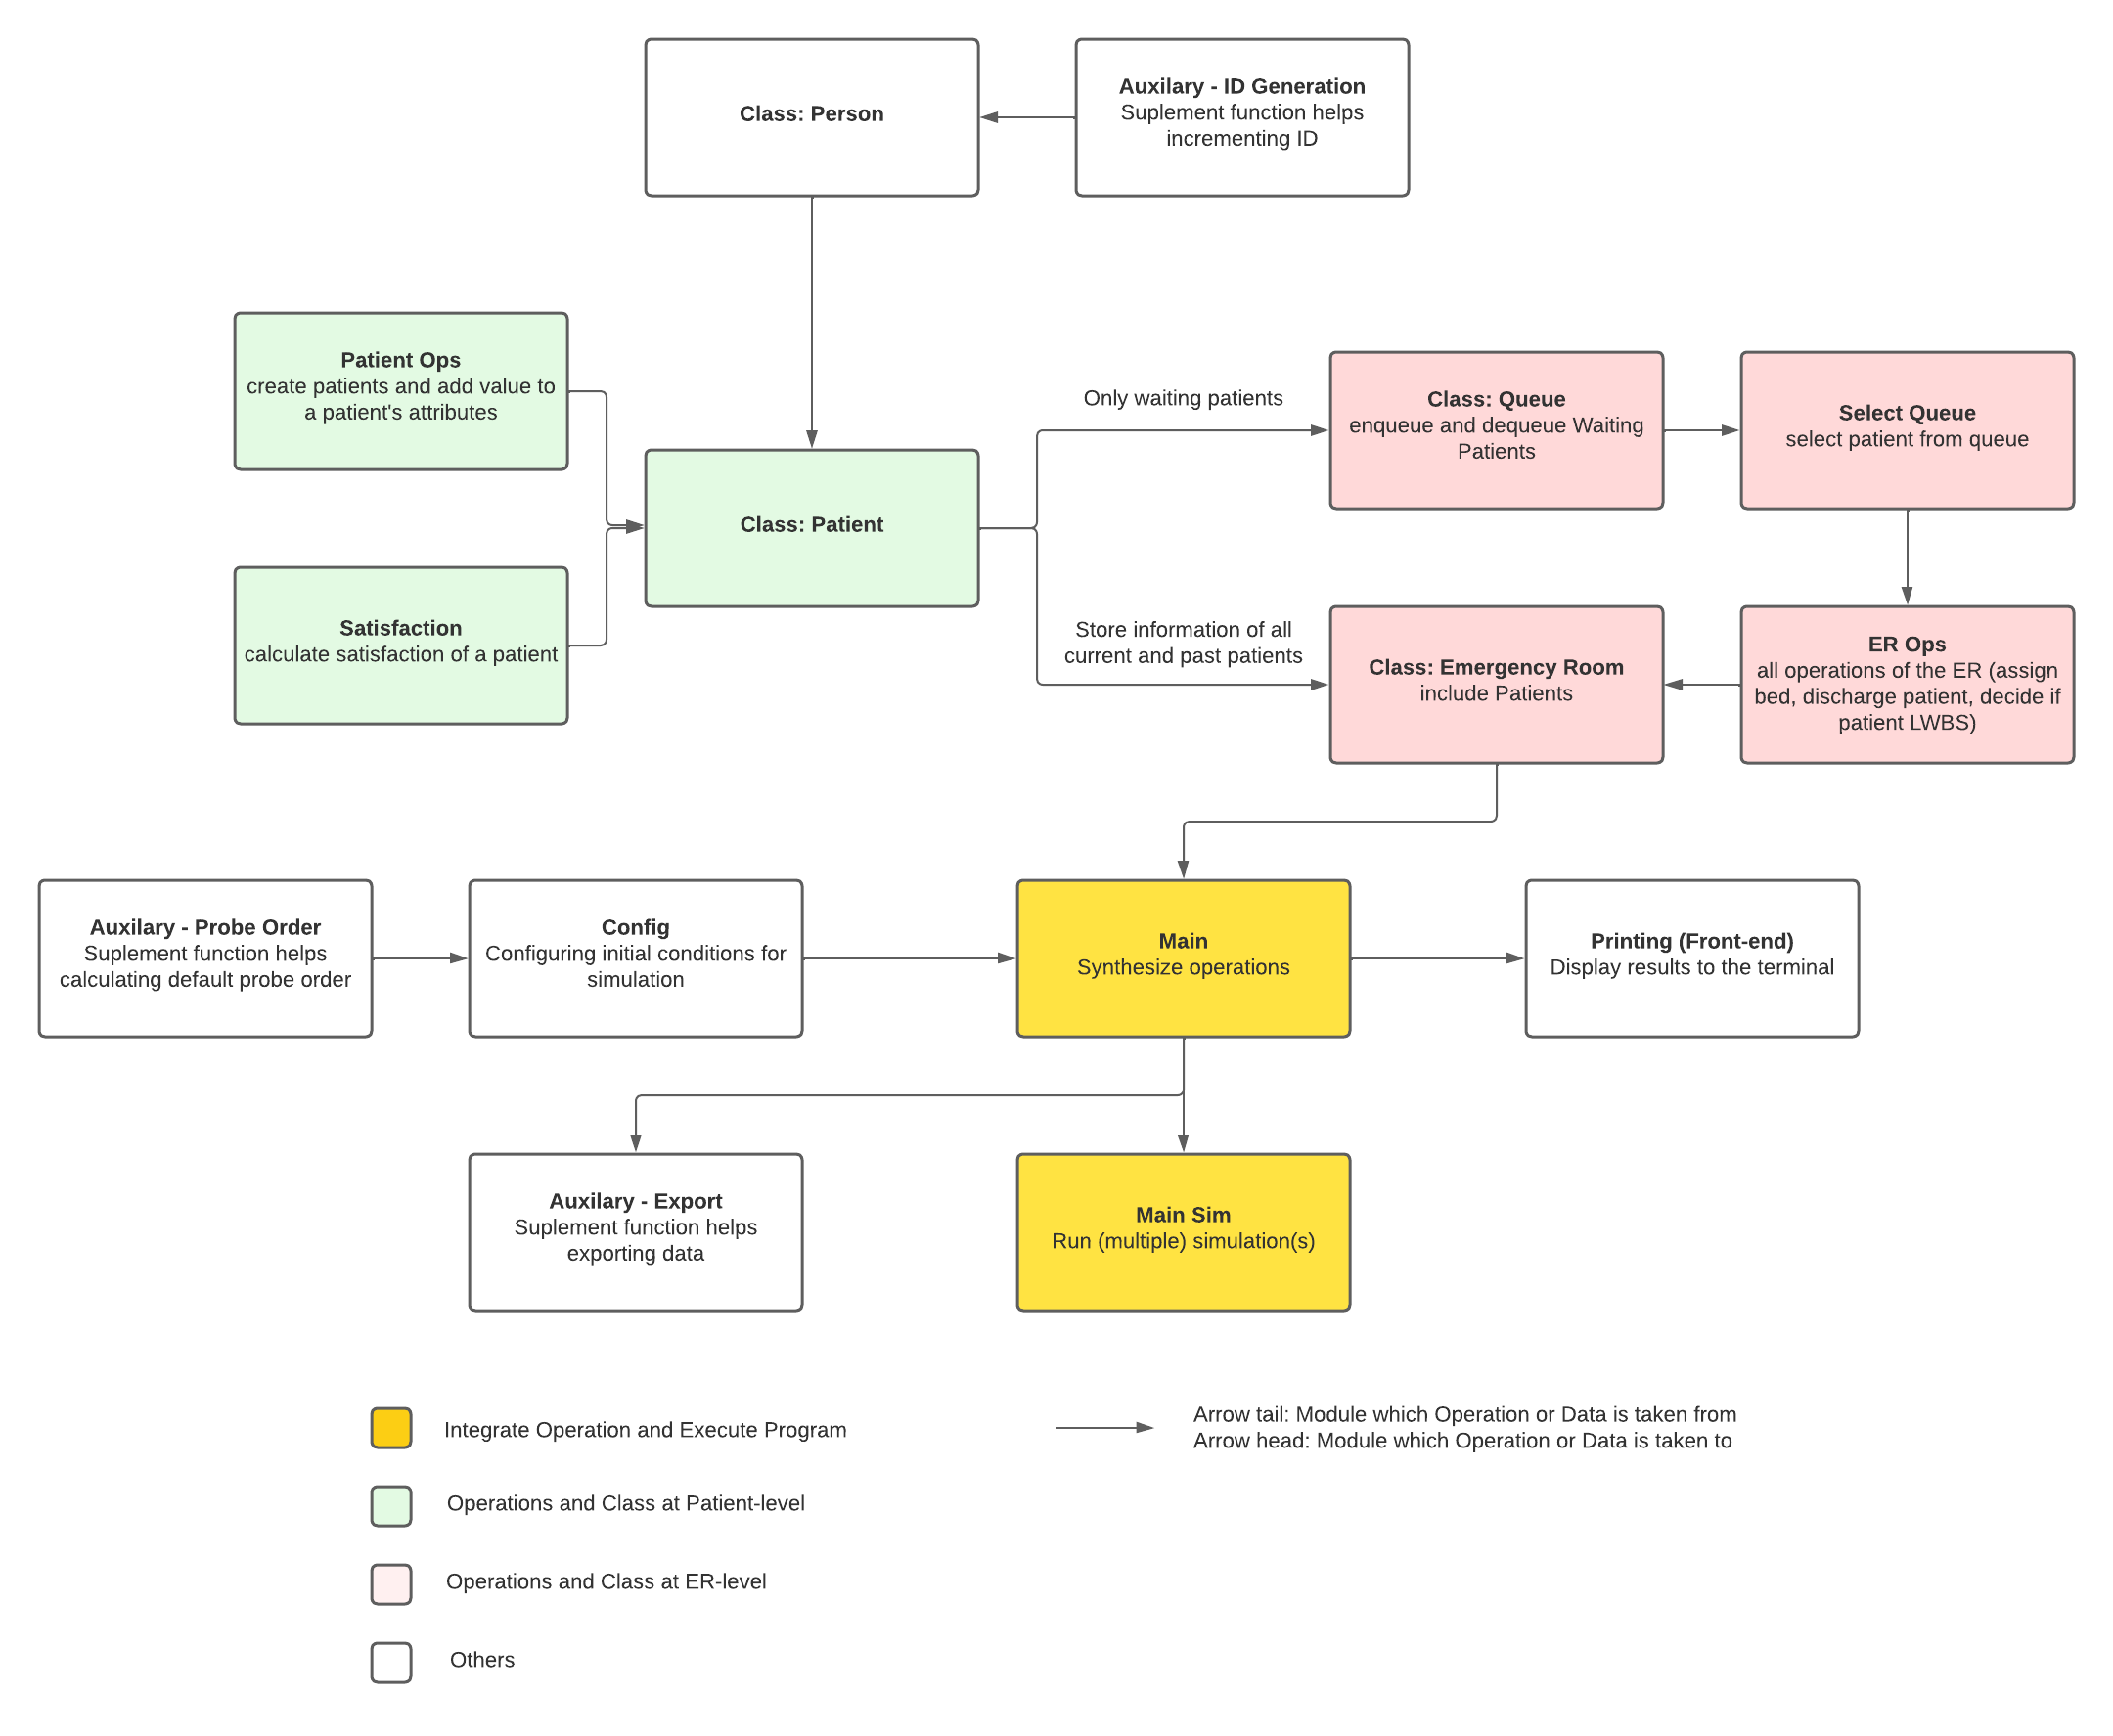 Class: Person
Auxilary - ID Generation
Suplement function helps
incrementing ID
Patient Ops
create patients and add value to
a patient's attributes
Satisfaction
calculate satisfaction of a patient
Class: Patient
Only waiting patients
Store information of all
current and past patients
Class: Queue
enqueue and dequeue Waiting
Patients
Select Queue
select patient from queue
Class: Emergency Room
include Patients
ER Ops
all operations of the ER (assign
bed, discharge patient, decide if
patient LWBS)
Auxilary - Probe Order
Suplement function helps
calculating default probe order
Config
Configuring initial conditions for
simulation
Main
Synthesize operations
Printing (Front-end)
Display results to the terminal
Auxilary - Export
Suplement function helps
exporting data
Main Sim
Run (multiple) simulation(s)
Integrate Operation and Execute Program
Arrow tail: Module which Operation or Data is taken from
Arrow head: Module which Operation or Data is taken to
Operations and Class at Patient-level
Operations and Class at ER-level
Others